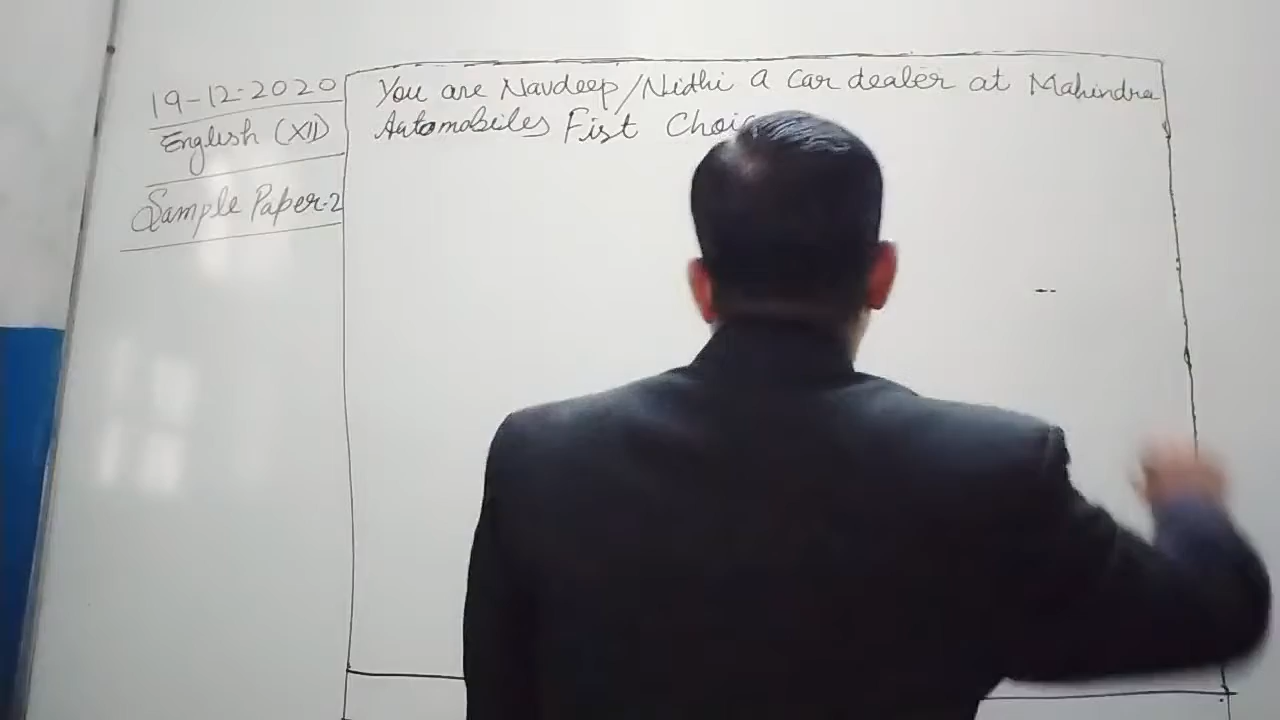 19-12-2020
English (XII)
Sample Paper-2
You are Navdeep/Nidhi a car dealer at Mahindra
Automobiles Fist